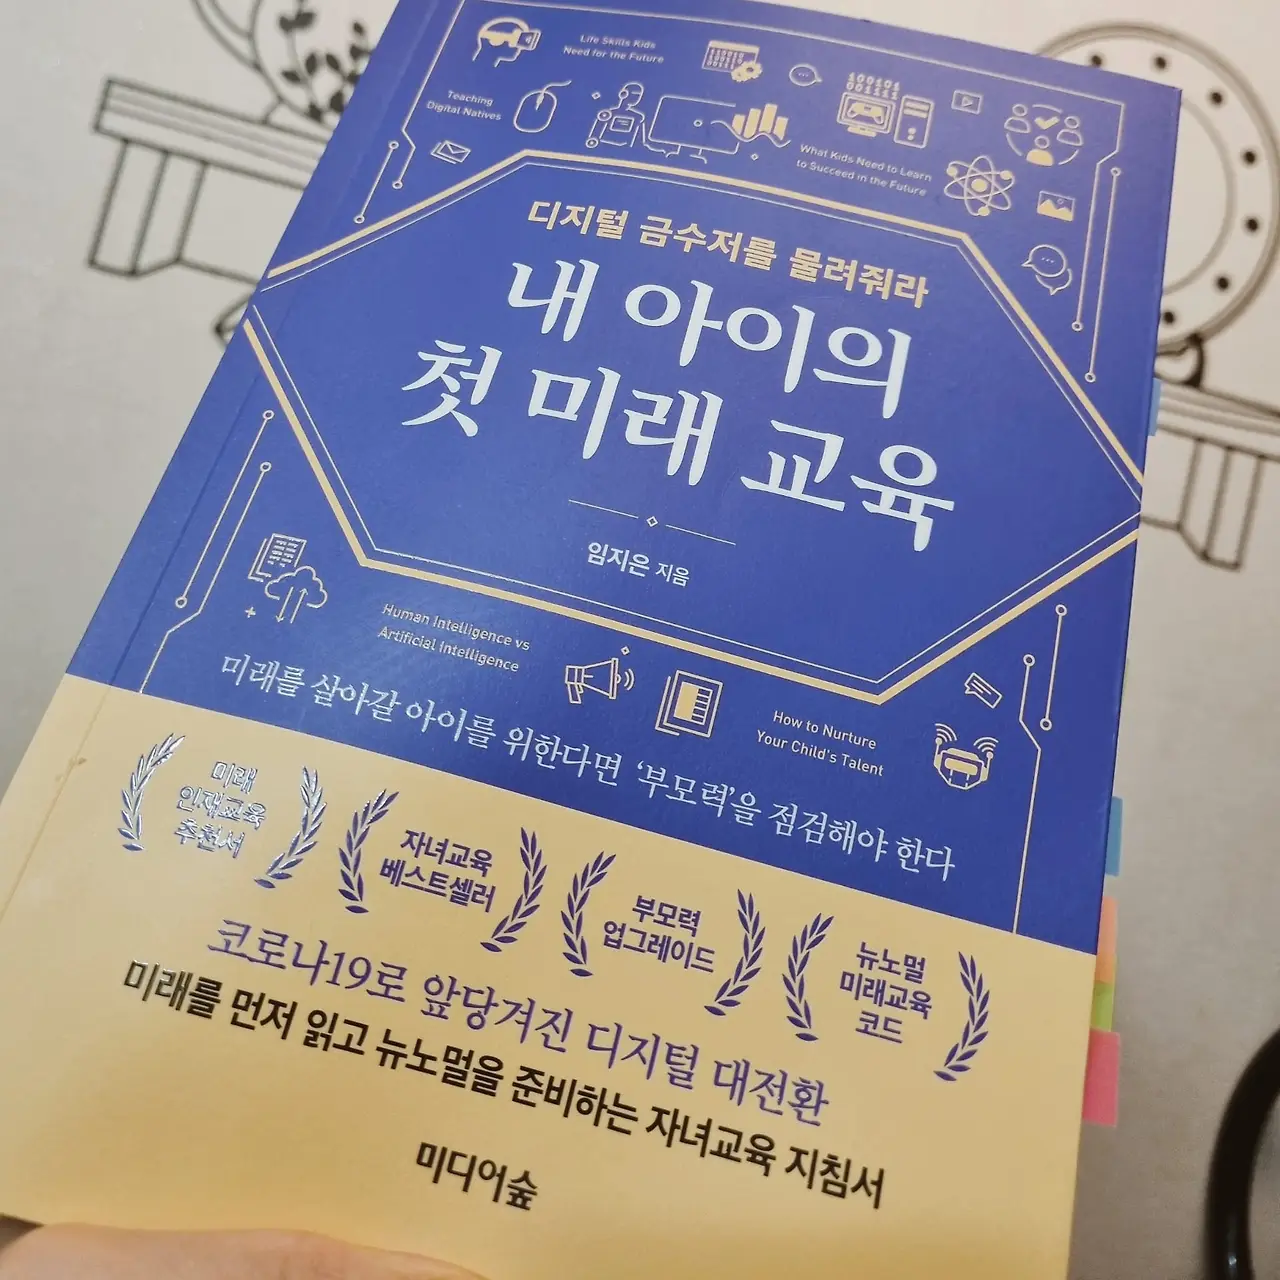 Life Skills Kids
Need for the Future
110010
001110
00111
100101
001111
Teaching
Digital Natives
What Kids Need to Learn
to Succeed in the Future
디지털 금수저를 물려줘라
내 아이의
첫 미래 교육
임지은 지음
Human Intelligence vs
Artificial Intelligence
How to Nurture
Your Child's Talent
미래를 살아갈 아이를 위한다면 '부모력'을 점검해야 한다
미래
인재교육
추천서
자녀교육
베스트셀러
부모력
업그레이드
뉴노멀
미래교육
코드
코로나19로 앞당겨진 디지털 대전환
미래를 먼저 읽고 뉴노멀을 준비하는 자녀교육 지침서
미디어숲